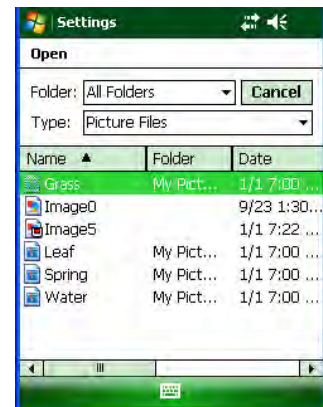 Settings
Open
Folder: All Folders Cancel
Type: Picture Files
Name Folder Date
Grass My Pict... 1/1 7:00 ...
Image0 9/23 1:30...
Image5 1/1 7:22 ...
Leaf My Pict... 1/1 7:00 ...
Spring My Pict... 1/1 7:00 ...
Water My Pict... 1/1 7:00 ...